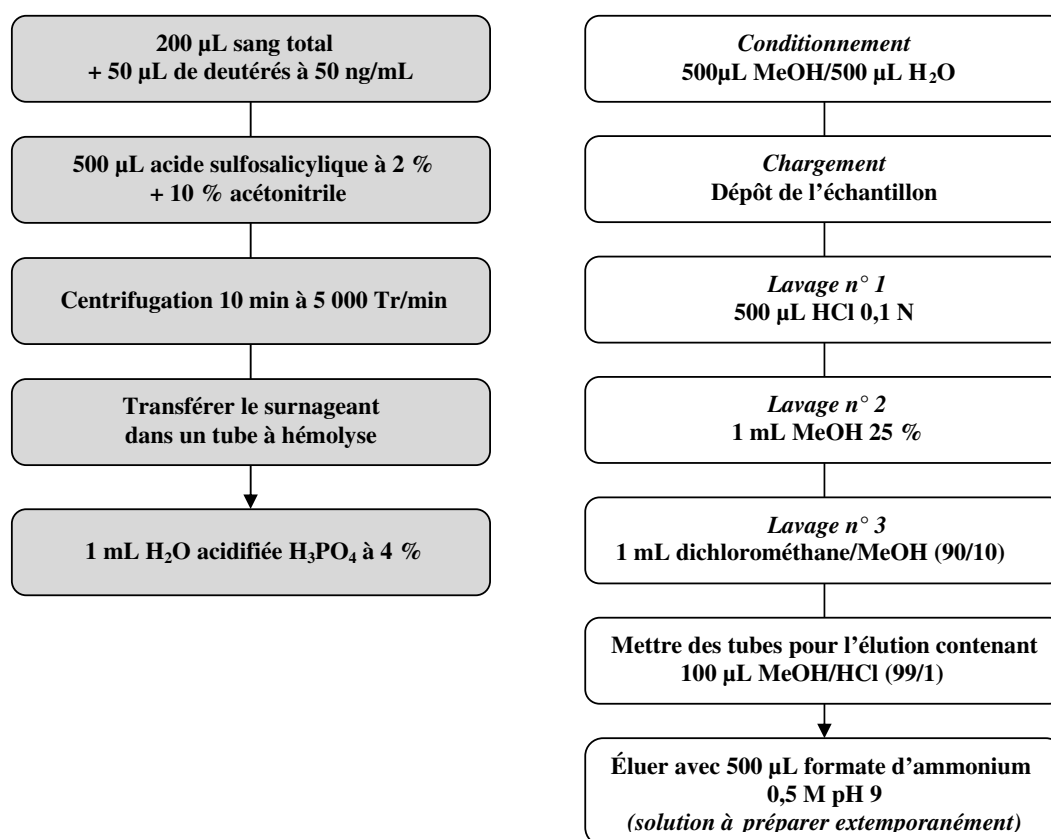 200 µL sang total
+ 50 µL de deutérés à 50 ng/mL
500 µL acide sulfosalicylique à 2 %
+ 10 % acétonitrile
Centrifugation 10 min à 5 000 Tr/min
Transférer le surnageant
dans un tube à hémolyse
1 mL H₂O acidifiée H₃PO₄ à 4 %
Conditionnement
500µL MeOH/500 µL H₂O
Chargement
Dépôt de l’échantillon
Lavage n° 1
500 µL HCl 0,1 N
Lavage n° 2
1 mL MeOH 25 %
Lavage n° 3
1 mL dichlorométhane/MeOH (90/10)
Mettre des tubes pour l’élution contenant
100 µL MeOH/HCl (99/1)
Éluer avec 500 µL formate d’ammonium
0,5 M pH 9
(solution à préparer extemporanément)